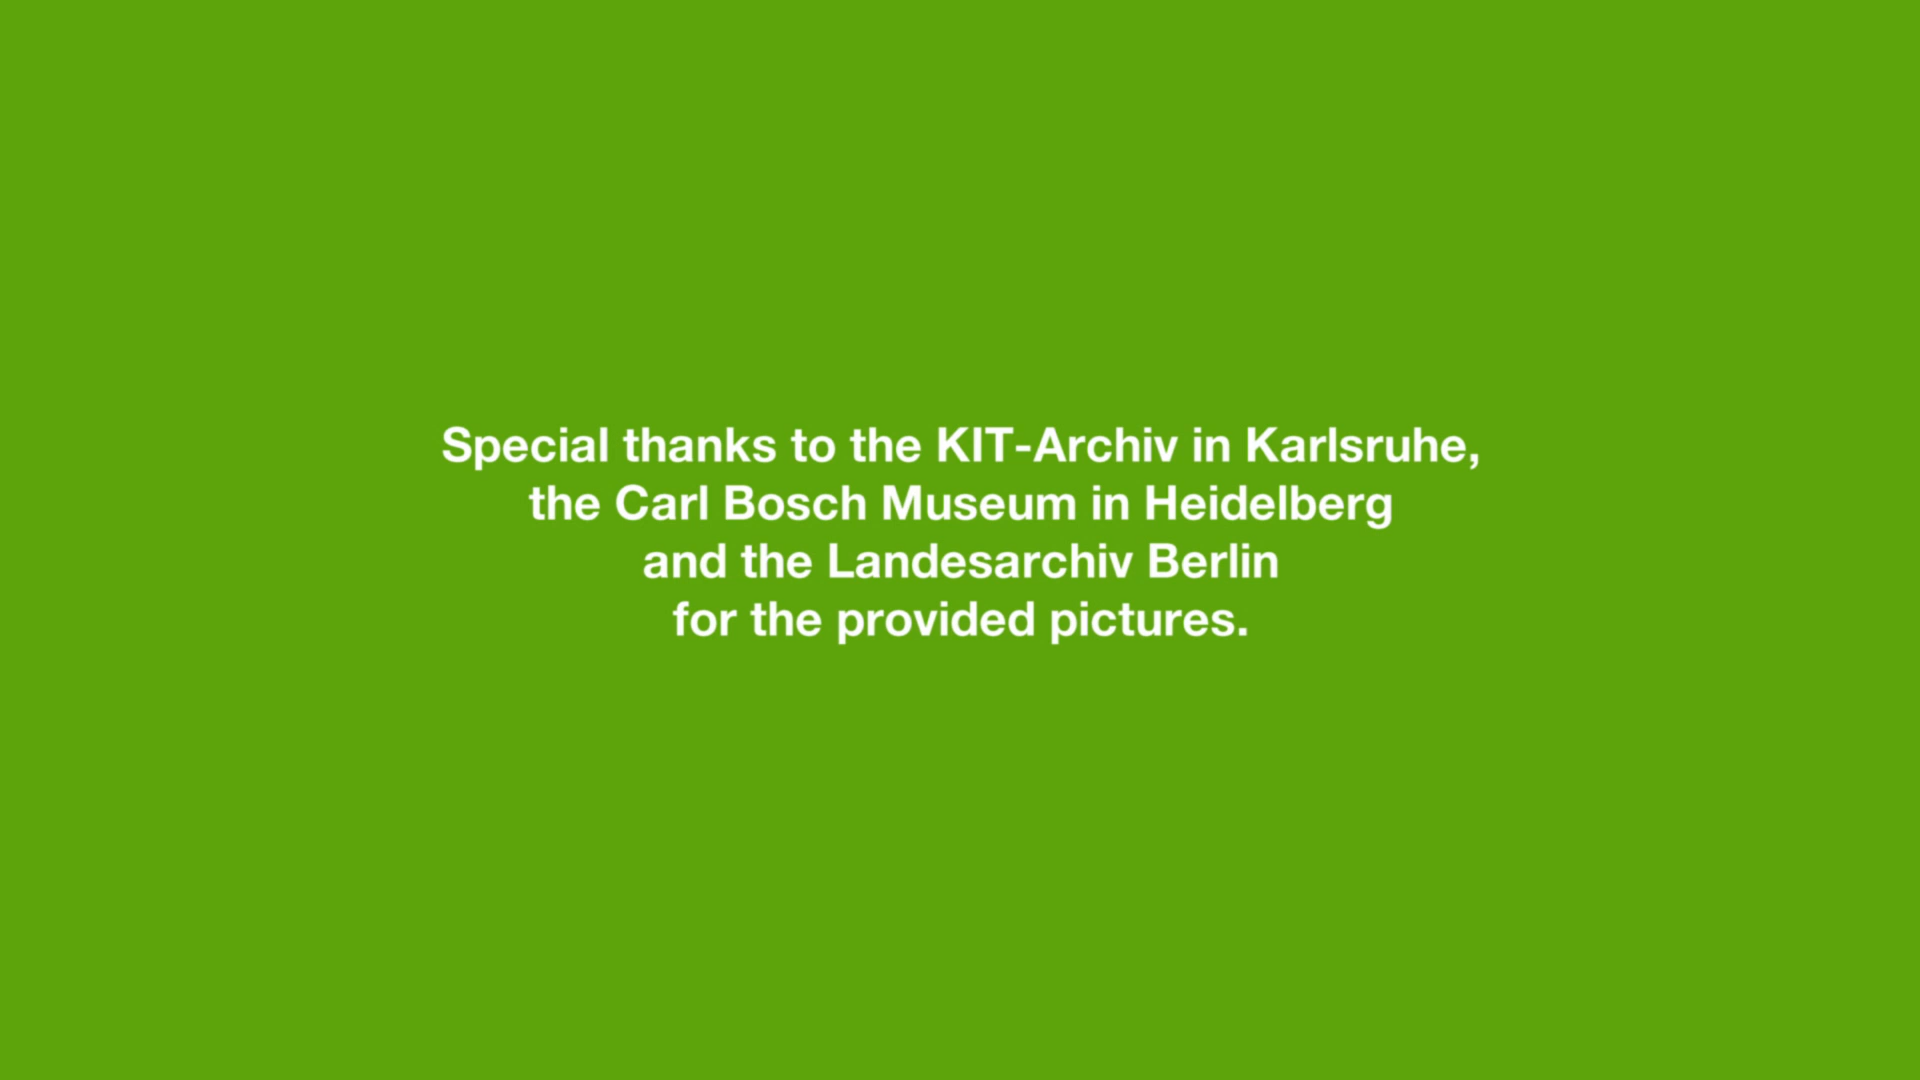 Special thanks to the KIT-Archiv in Karlsruhe,
the Carl Bosch Museum in Heidelberg
and the Landesarchiv Berlin
for the provided pictures.